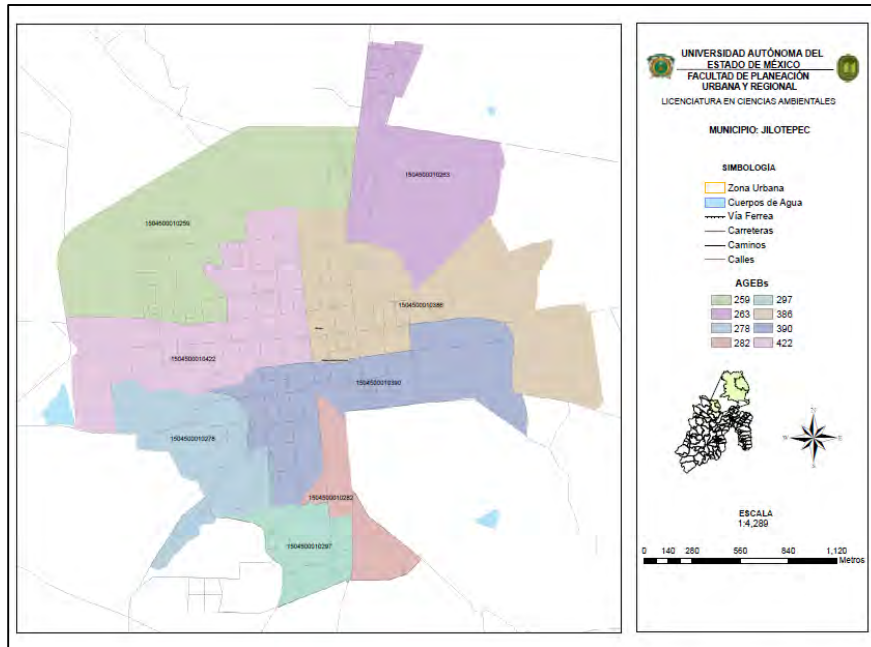 1504500010263
1504500010259
1504500010386
1504500010422
1504500010390
1504500010278
1504500010282
1504500010297
UNIVERSIDAD AUTÓNOMA DEL
ESTADO DE MÉXICO
FACULTAD DE PLANEACIÓN
URBANA Y REGIONAL
LICENCIATURA EN CIENCIAS AMBIENTALES
MUNICIPIO: JILOTEPEC
SIMBOLOGÍA
Zona Urbana
Cuerpos de Agua
Vía Ferrea
Carreteras
Caminos
Calles
AGEBs
259 297
263 386
278 390
282 422
ESCALA
1:4,289
0 140 280 560 840 1,120
Metros